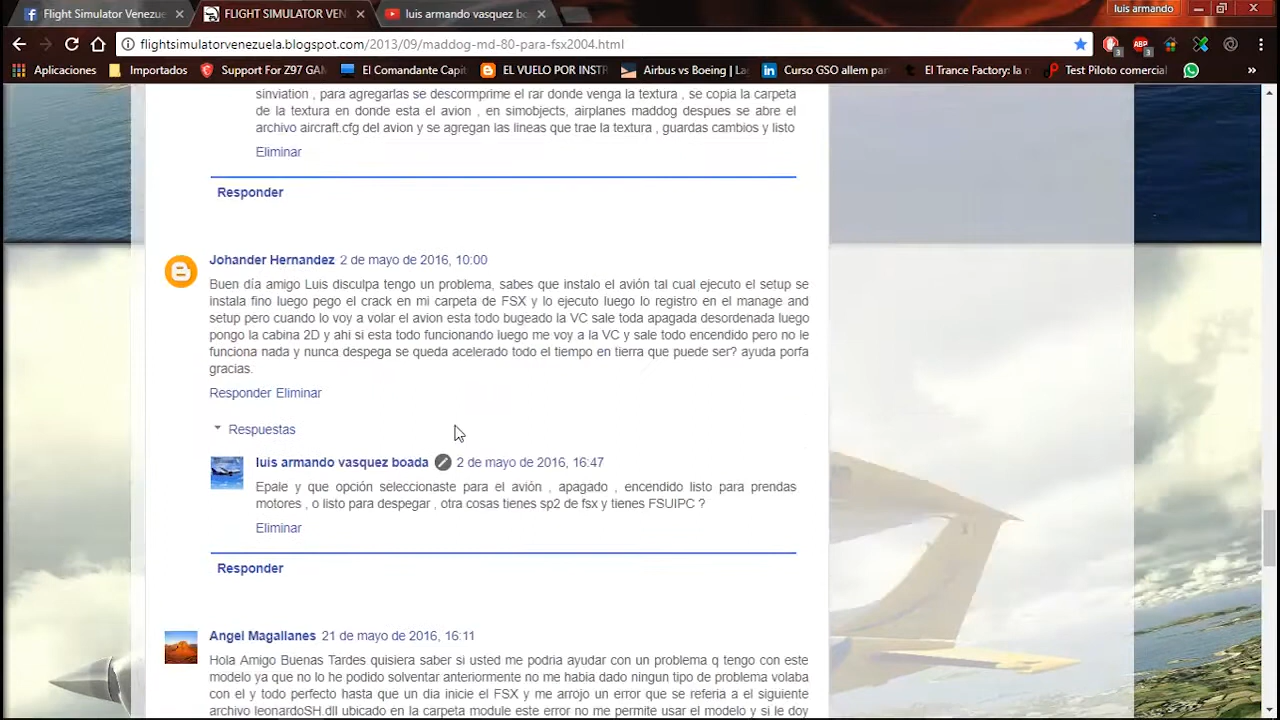 Flight Simulator Venezue
FLIGHT SIMULATOR VEN
luis armando vasquez bo
luis armando
flightsimulatorvenezuela.blogspot.com/2013/09/maddog-md-80-para-fsx2004.html
3
3
Aplicaciones
Importados
Support For Z97 GAM
El Comandante Capit
EL VUELO POR INSTR
Airbus vs Boeing | La
Curso GSO allem par
El Trance Factory: la n
Test Piloto comercial
»
sinviation , para agregarlas se descormprime el rar donde venga la textura , se copia la carpeta
de la textura en donde esta el avion , en simobjects, airplanes maddog despues se abre el
archivo aircraft.cfg del avion y se agregan las lineas que trae la textura , guardas cambios y listo
Eliminar
Responder
Johander Hernandez 2 de mayo de 2016, 10:00
Buen día amigo Luis disculpa tengo un problema, sabes que instalo el avión tal cual ejecuto el setup se
instala fino luego pego el crack en mi carpeta de FSX y lo ejecuto luego lo registro en el manage and
setup pero cuando lo voy a volar el avion esta todo bugeado la VC sale toda apagada desordenada luego
pongo la cabina 2D y ahi si esta todo funcionando luego me voy a la VC y sale todo encendido pero no le
funciona nada y nunca despega se queda acelerado todo el tiempo en tierra que puede ser? ayuda porfa
gracias.
Responder Eliminar
Respuestas
luis armando vasquez boada 2 de mayo de 2016, 16:47
Epale y que opción seleccionaste para el avión , apagado , encendido listo para prendas
motores , o listo para despegar , otra cosas tienes sp2 de fsx y tienes FSUIPC ?
Eliminar
Responder
Angel Magallanes 21 de mayo de 2016, 16:11
Hola Amigo Buenas Tardes quisiera saber si usted me podria ayudar con un problema q tengo con este
modelo ya que no lo he podido solventar anteriormente no me habia dado ningun tipo de problema volaba
con el y todo perfecto hasta que un dia inicie el FSX y me arrojo un error que se referia a el siguiente
archivo leonardoSH.dll ubicado en la carpeta module este error no me permite usar el modelo y si le doy